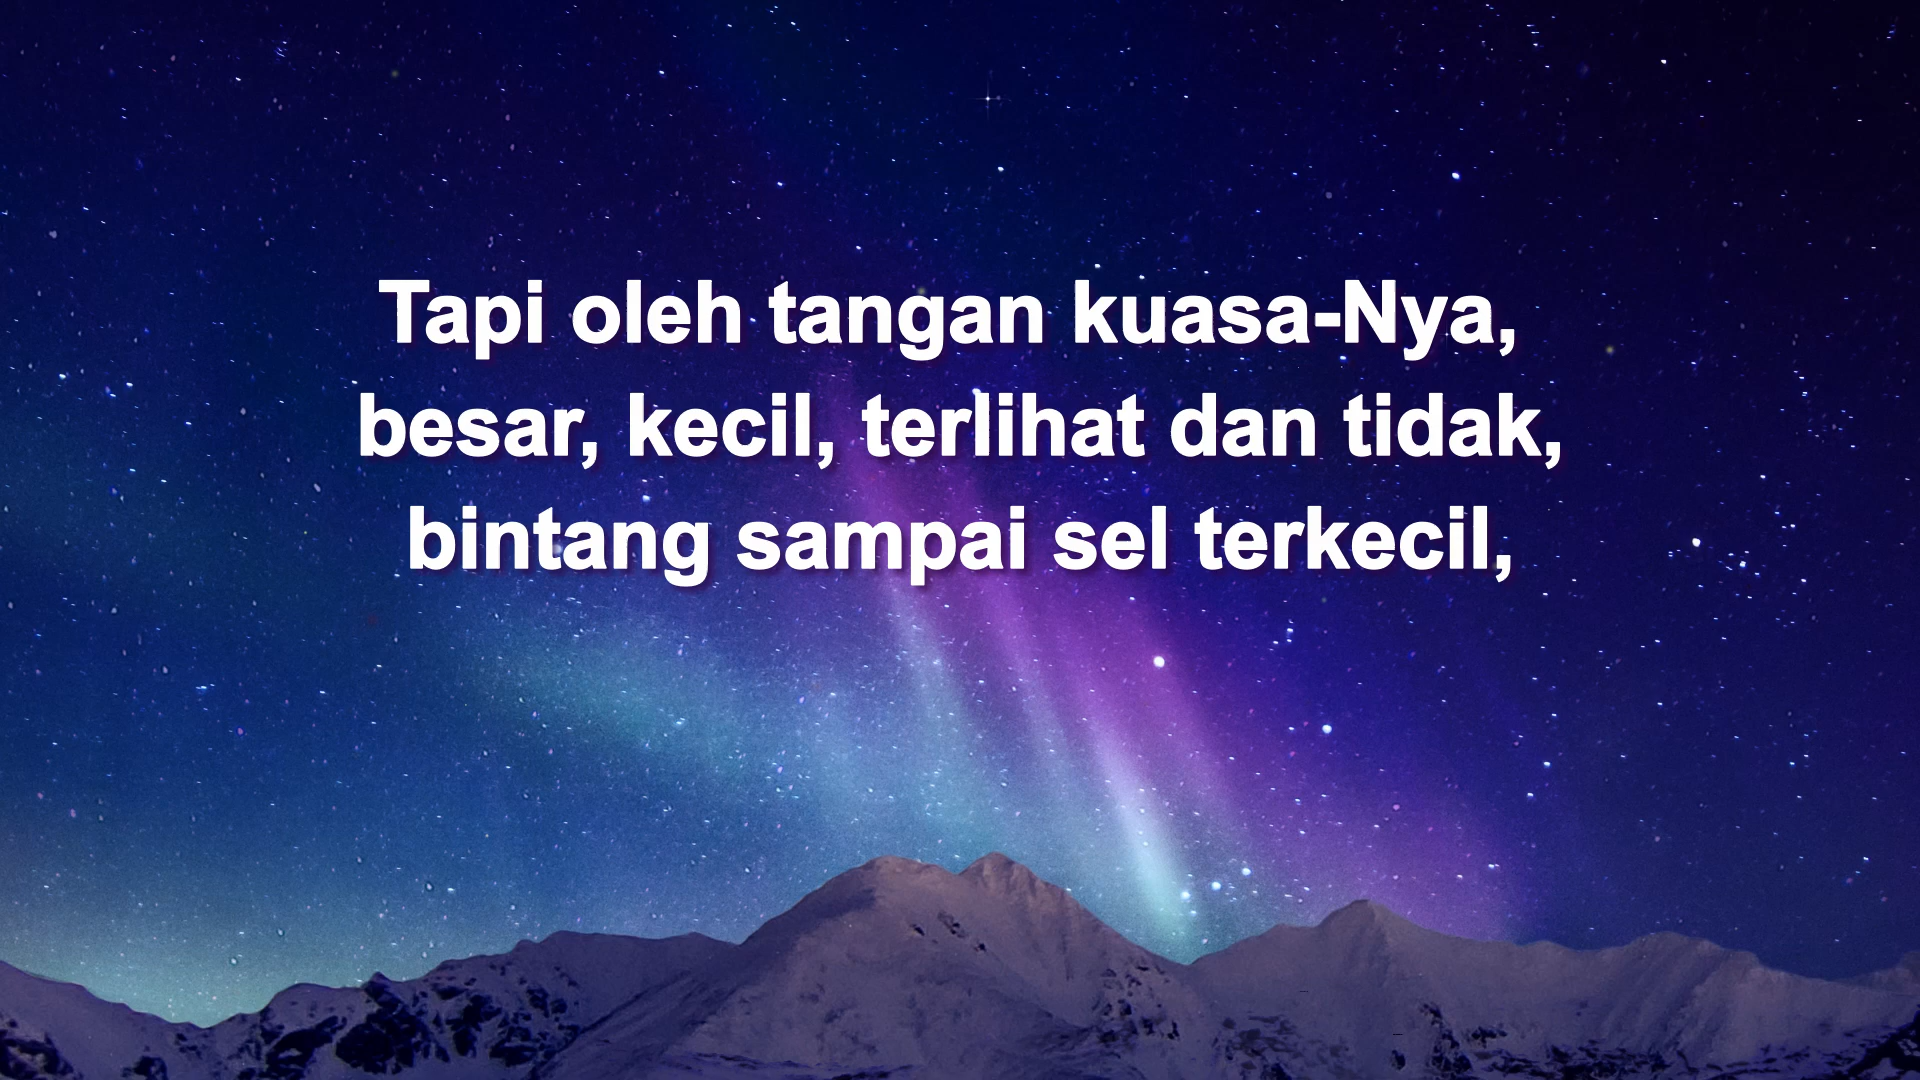 Tapi oleh tangan kuasa-Nya,
besar, kecil, terlihat dan tidak,
bintang sampai sel terkecil,